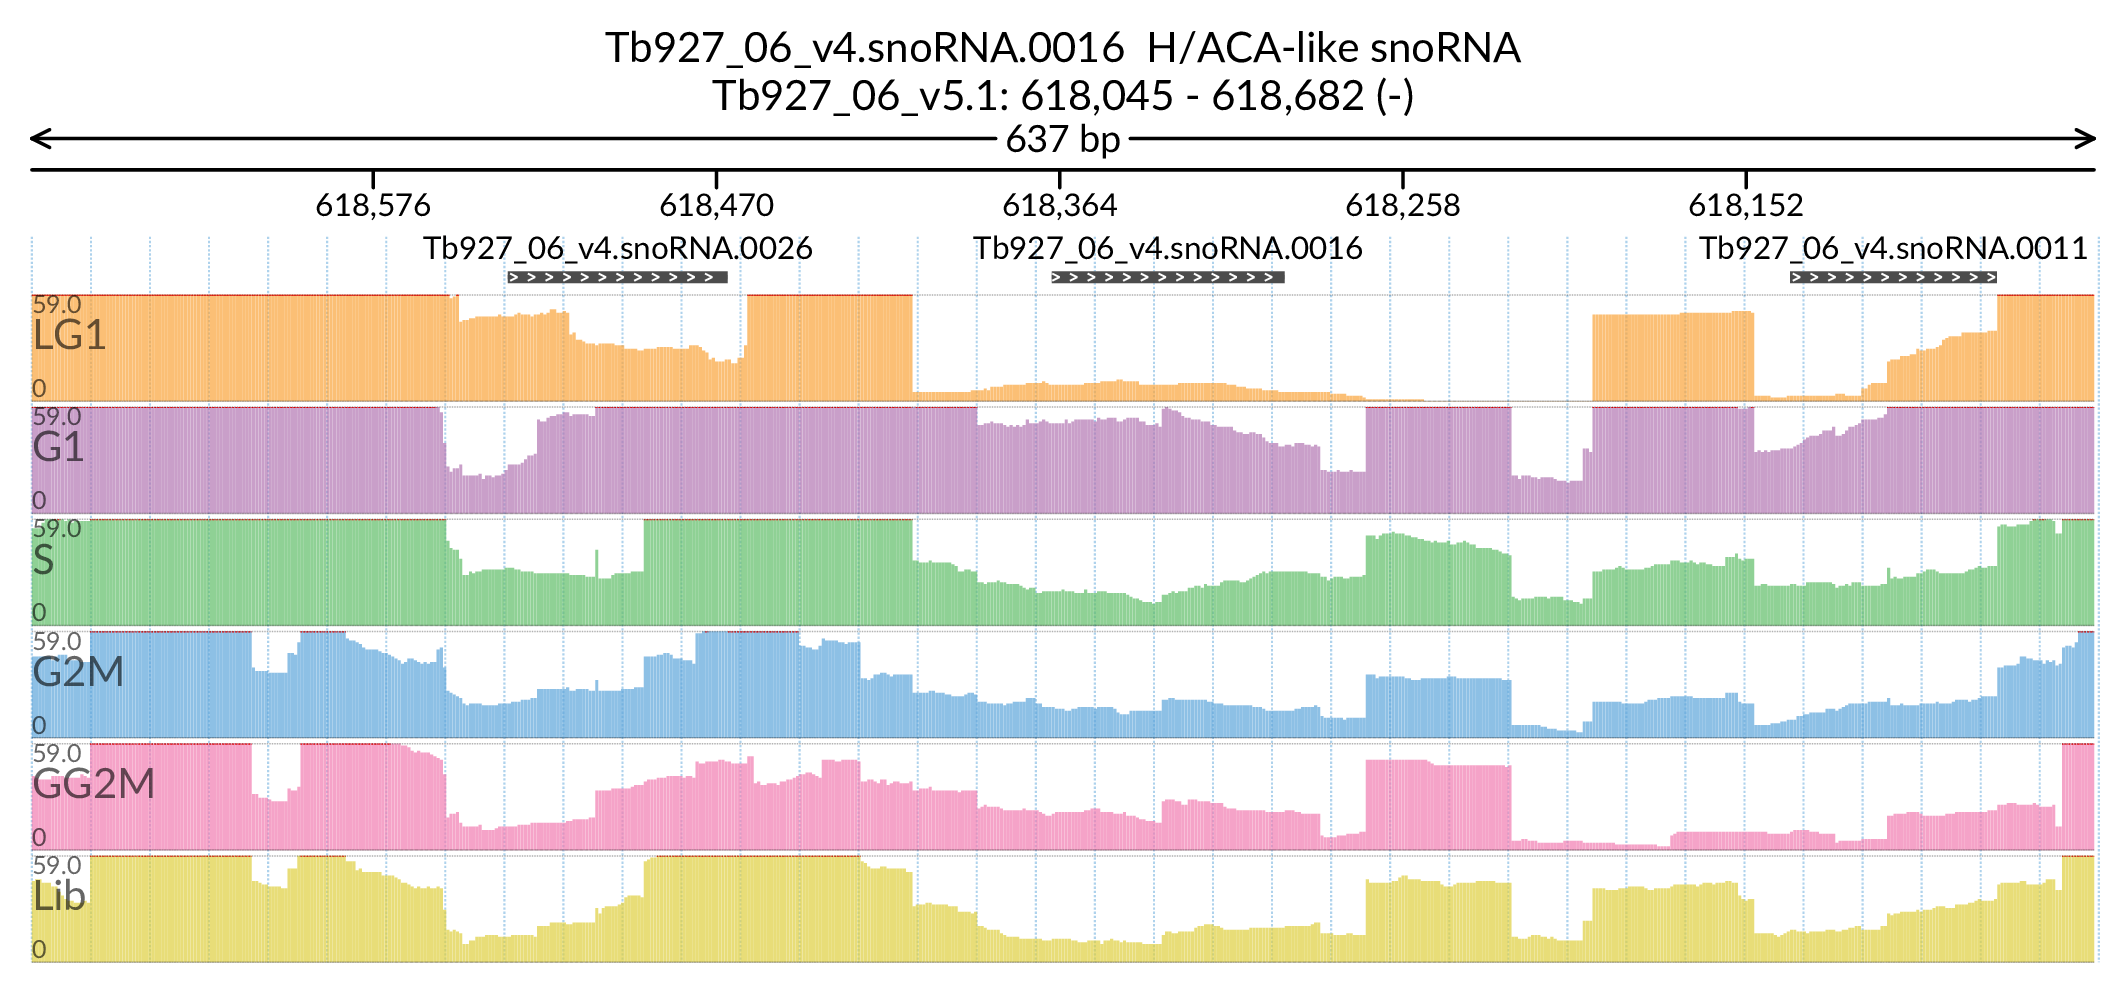 Tb927_06_v4.snoRNA.0016 H/ACA-like snoRNA
Tb927_06_v5.1: 618,045 - 618,682 (-)
637 bp
618,576 618,470 618,364 618,258 618,152
Tb927_06_v4.snoRNA.0026 Tb927_06_v4.snoRNA.0016 Tb927_06_v4.snoRNA.0011
59.0
LG1
0
59.0
G1
0
59.0
S
0
59.0
G2M
0
59.0
GG2M
0
59.0
Lib
0